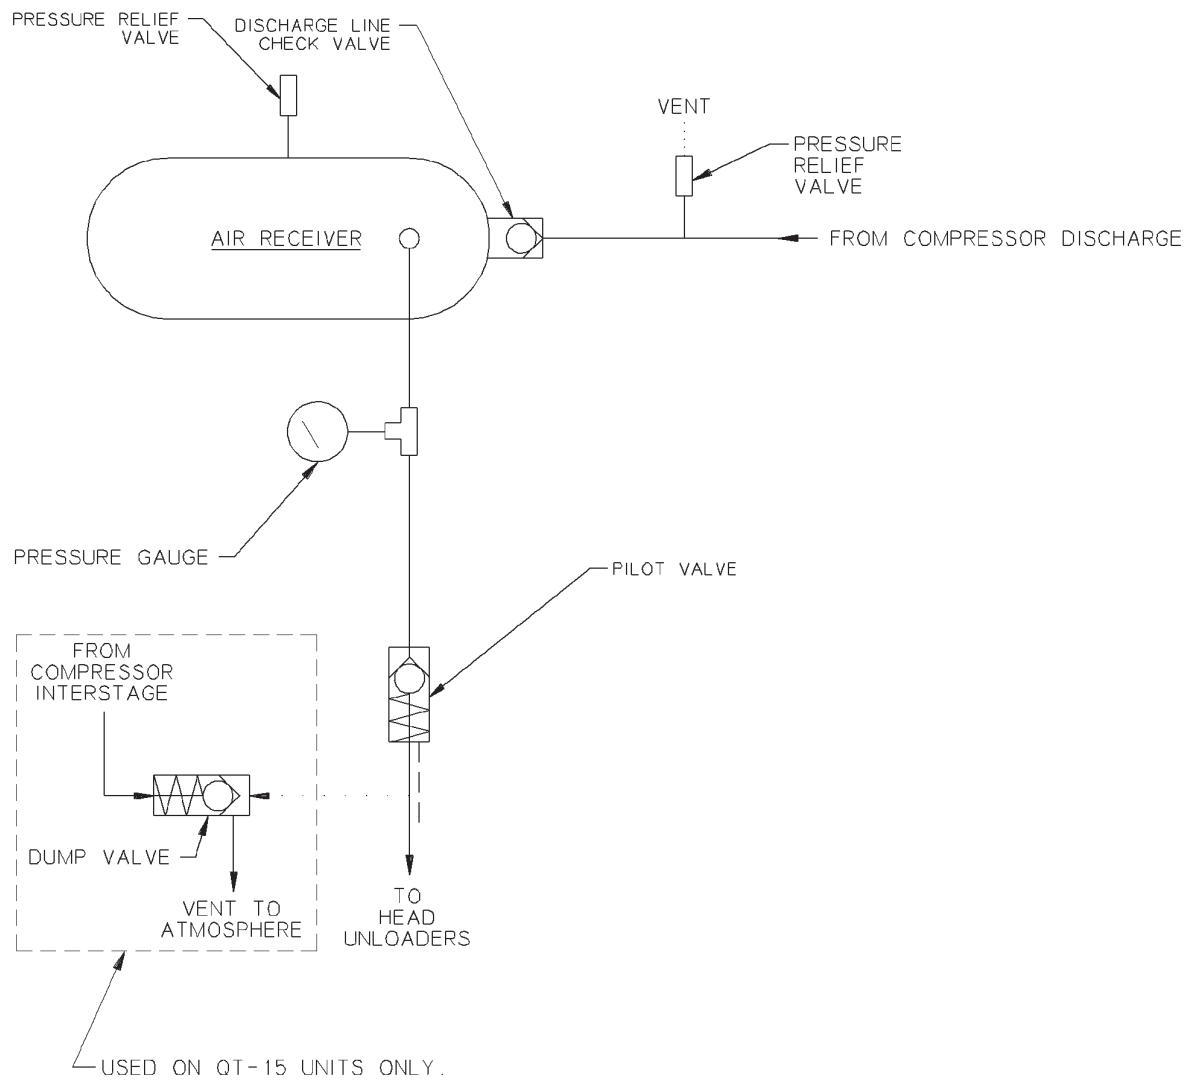 PRESSURE RELIEF
VALVE
DISCHARGE LINE
CHECK VALVE
VENT
PRESSURE
RELIEF
VALVE
AIR RECEIVER
FROM COMPRESSOR DISCHARGE
PRESSURE GAUGE
PILOT VALVE
FROM
COMPRESSOR
INTERSTAGE
DUMP VALVE
VENT TO
ATMOSPHERE
TO
HEAD
UNLOADERS
USED ON QT-15 UNITS ONLY.